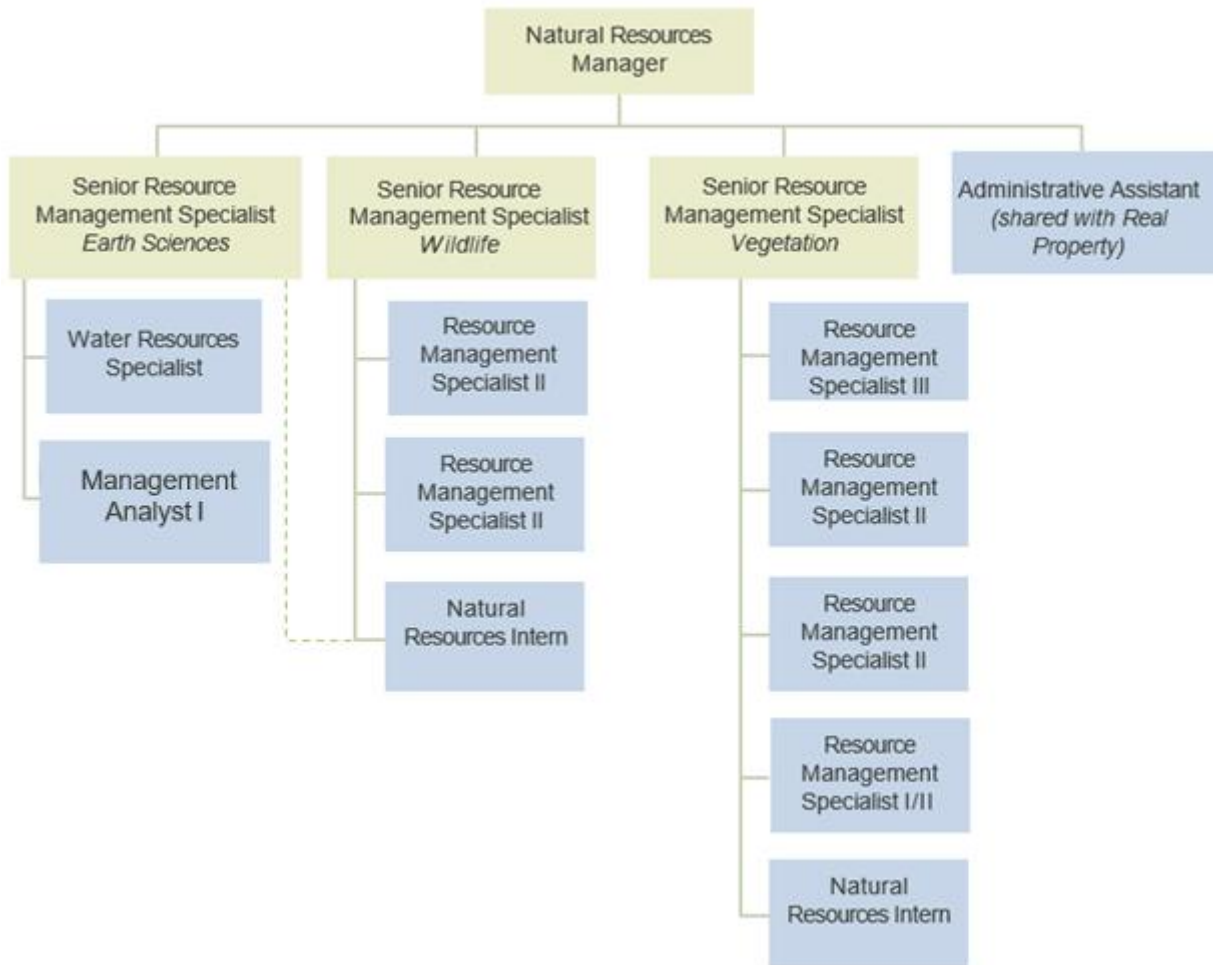 Natural Resources
Manager
Senior Resource
Management Specialist
Earth Sciences
Senior Resource
Management Specialist
Wildlife
Senior Resource
Management Specialist
Vegetation
Administrative Assistant
(shared with Real
Property)
Water Resources
Specialist
Management
Analyst I
Resource
Management
Specialist II
Resource
Management
Specialist II
Natural
Resources Intern
Resource
Management
Specialist III
Resource
Management
Specialist II
Resource
Management
Specialist II
Resource
Management
Specialist I/II
Natural
Resources Intern